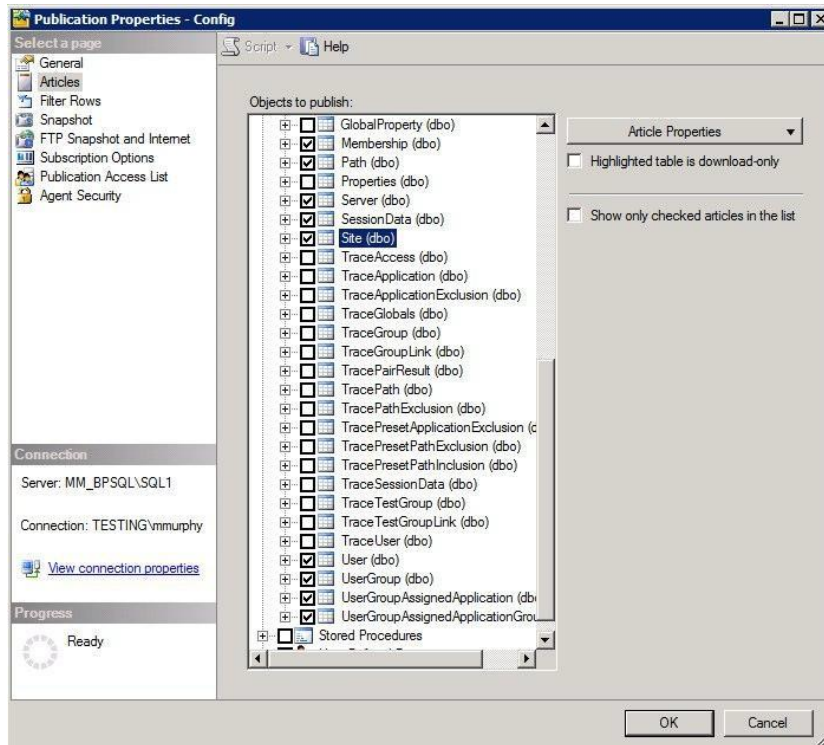 Publication Properties - Config
Select a page
General
Articles
Filter Rows
Snapshot
FTP Snapshot and Internet
Subscription Options
Publication Access List
Agent Security
Script
Help
Objects to publish:
GlobalProperty (dbo)
Membership (dbo)
Path (dbo)
Properties (dbo)
Server (dbo)
SessionData (dbo)
Site (dbo)
TraceAccess (dbo)
TraceApplication (dbo)
TraceApplicationExclusion (dbo)
TraceGlobals (dbo)
TraceGroup (dbo)
TraceGroupLink (dbo)
TracePairResult (dbo)
TracePath (dbo)
TracePathExclusion (dbo)
TracePresetApplicationExclusion (d
TracePresetPathExclusion (dbo)
TracePresetPathInclusion (dbo)
TraceSessionData (dbo)
TraceTestGroup (dbo)
TraceTestGroupLink (dbo)
TraceUser (dbo)
User (dbo)
UserGroup (dbo)
UserGroupAssignedApplication (db
UserGroupAssignedApplicationGrou
Stored Procedures
Article Properties
Highlighted table is download-only
Show only checked articles in the list
Connection
Server: MM_BPSQL\SQL1
Connection: TESTING\mmurphy
View connection properties
Progress
Ready
OK
Cancel